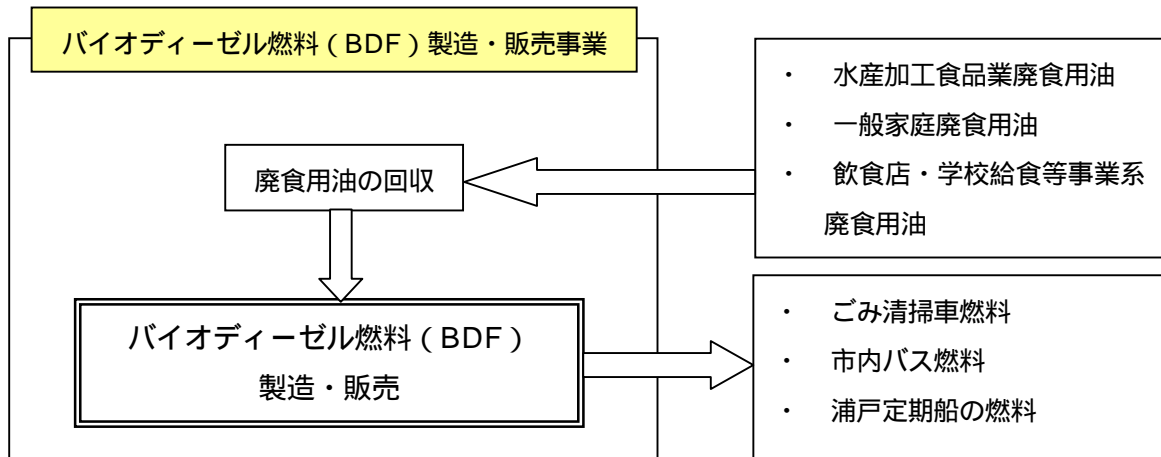 バイオディーゼル燃料（BDF）製造・販売事業
・ 水産加工食品業廃食用油
・ 一般家庭廃食用油
・ 飲食店・学校給食等事業系
廃食用油
廃食用油の回収
バイオディーゼル燃料（BDF）
製造・販売
・ ごみ清掃車燃料
・ 市内バス燃料
・ 浦戸定期船の燃料